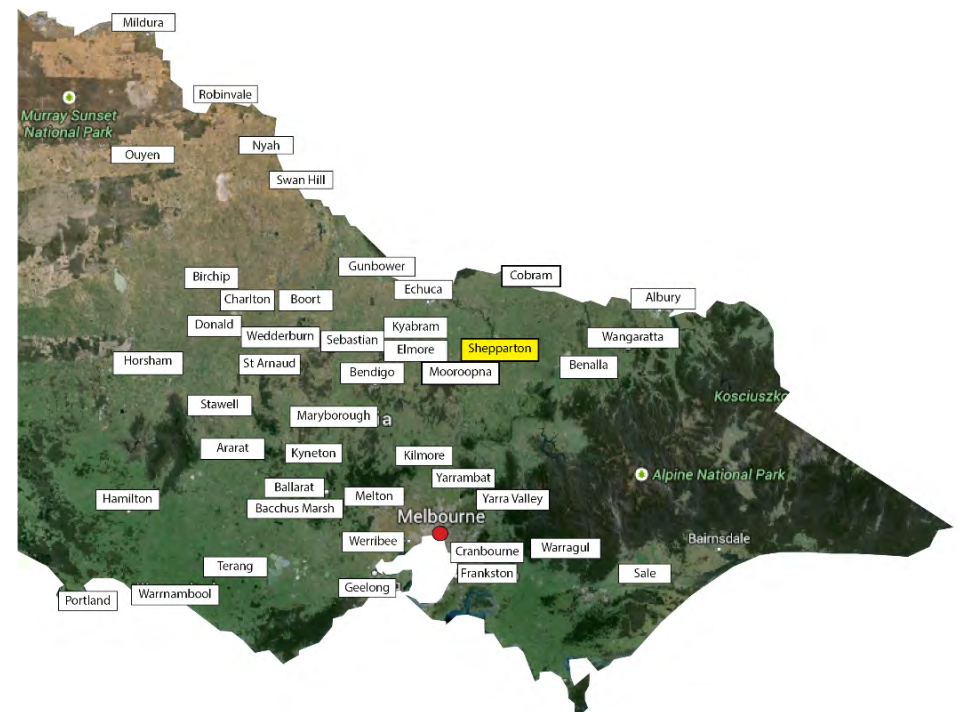 Mildura
Robinvale
Murray Sunset
National Park
Nyah
Ouyen
Swan Hill
Gunbower
Cobram
Birchip
Echuca
Charlton
Boort
Albury
Donald
Kyabram
Wedderburn
Sebastian
Wangaratta
Elmore
Shepparton
Horsham
St Arnaud
Benalla
Bendigo
Mooroopna
Kosciuszko
Stawell
Maryborough
ia
Ararat
Kyneton
Kilmore
Yarrambat
Alpine National Park
Ballarat
Hamilton
Melton
Yarra Valley
Bacchus Marsh
Melbourne
Werribee
Bairnsdale
Cranbourne
Warragul
Terang
Frankston
Sale
Geelong
Warrnambool
Portland